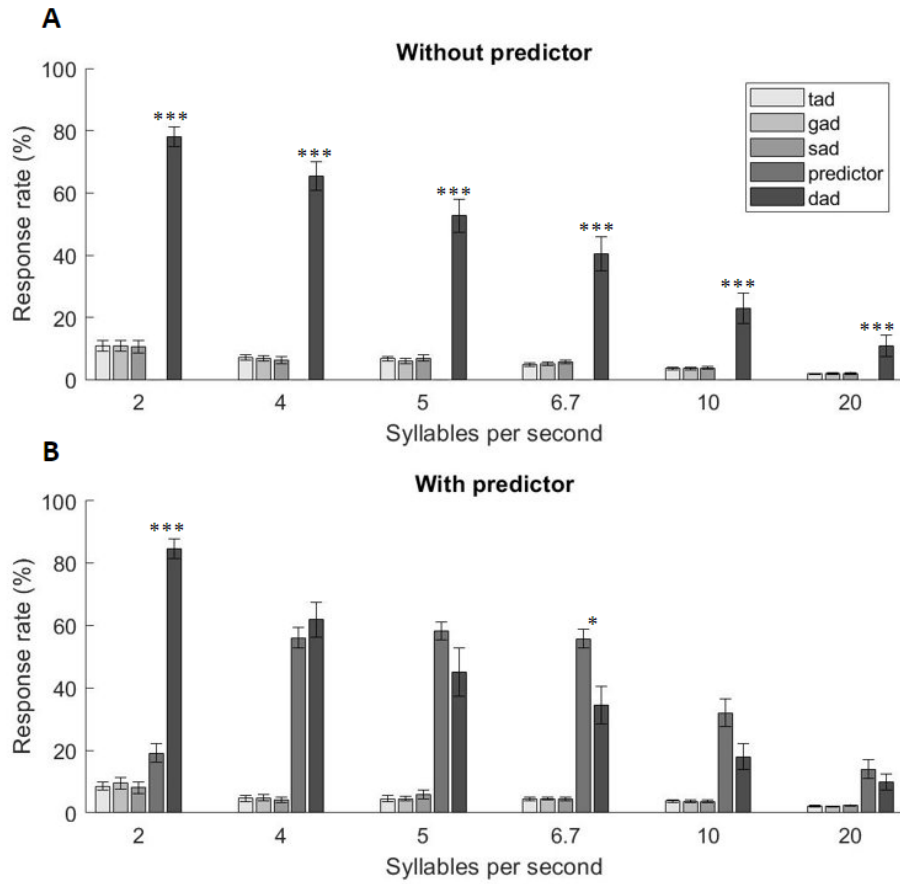 A
Without predictor
100
80
60
40
20
0
Response rate (%)
***
***
***
***
***
***
tad
gad
sad
predictor
dad
2 4 5 6.7 10 20
Syllables per second
B
With predictor
100
80
60
40
20
0
Response rate (%)
***
*
2 4 5 6.7 10 20
Syllables per second